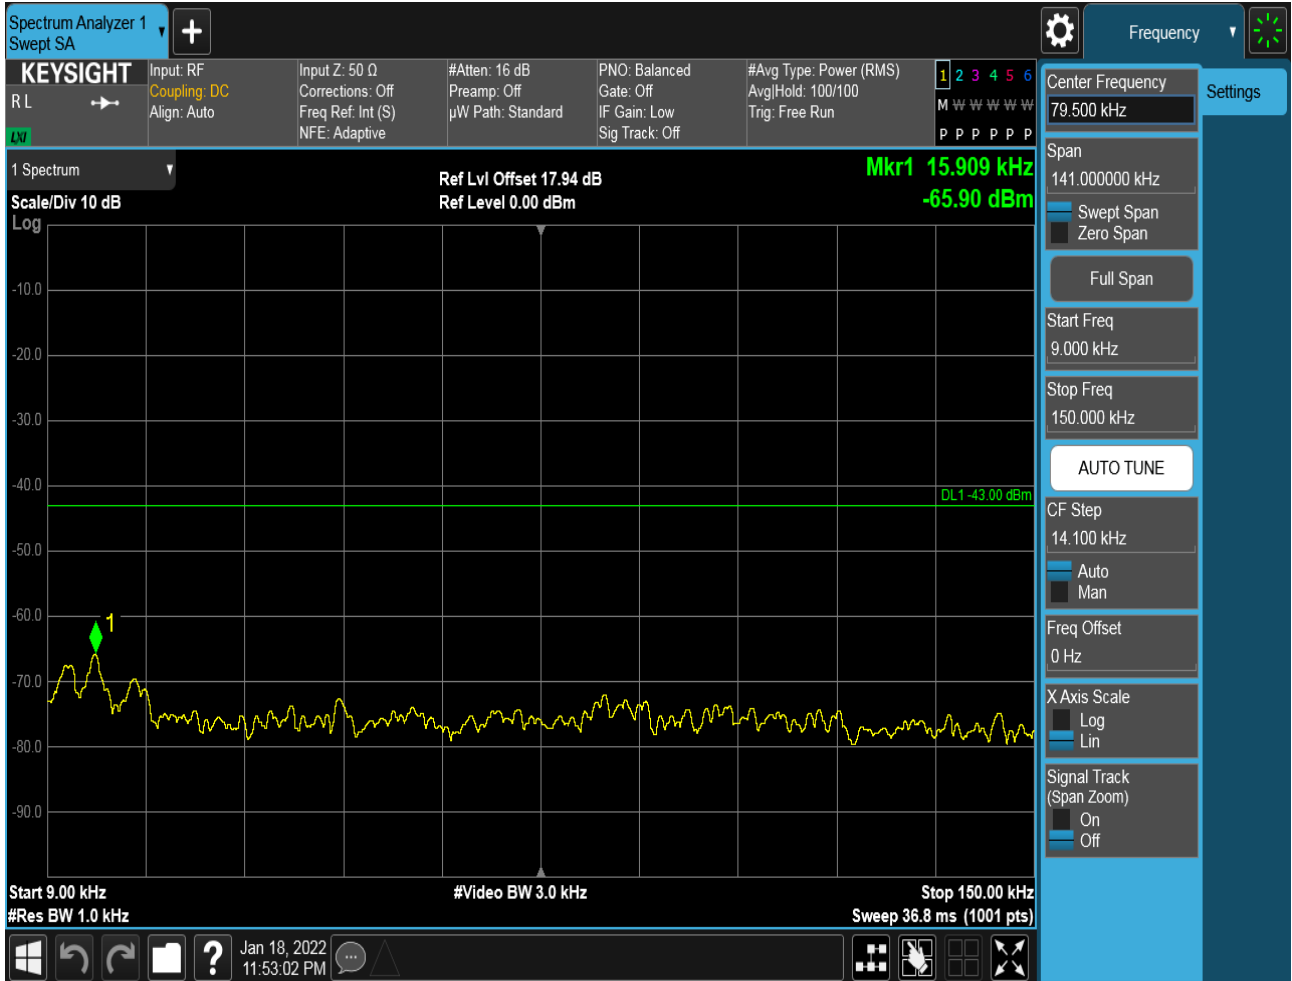 Spectrum Analyzer 1
Swept SA
Frequency
KEYSIGHT
R L
LXI
Input: RF
Coupling: DC
Align: Auto
Input Z: 50 Ω
Corrections: Off
Freq Ref: Int (S)
NFE: Adaptive
#Atten: 16 dB
Preamp: Off
µW Path: Standard
PNO: Balanced
Gate: Off
IF Gain: Low
Sig Track: Off
#Avg Type: Power (RMS)
Avg|Hold: 100/100
Trig: Free Run
1 2 3 4 5 6
M W W W W W
P P P P P P
1 Spectrum
Scale/Div 10 dB
Log
Ref Lvl Offset 17.94 dB
Ref Level 0.00 dBm
Mkr1 15.909 kHz
-65.90 dBm
-10.0
-20.0
-30.0
-40.0
DL1 -43.00 dBm
-50.0
-60.0
1
-70.0
-80.0
-90.0
Start 9.00 kHz
#Res BW 1.0 kHz
#Video BW 3.0 kHz
Stop 150.00 kHz
Sweep 36.8 ms (1001 pts)
Jan 18, 2022
11:53:02 PM
Center Frequency
79.500 kHz
Span
141.000000 kHz
Swept Span
Zero Span
Full Span
Start Freq
9.000 kHz
Stop Freq
150.000 kHz
AUTO TUNE
CF Step
14.100 kHz
Auto
Man
Freq Offset
0 Hz
X Axis Scale
Log
Lin
Signal Track
(Span Zoom)
On
Off
Settings